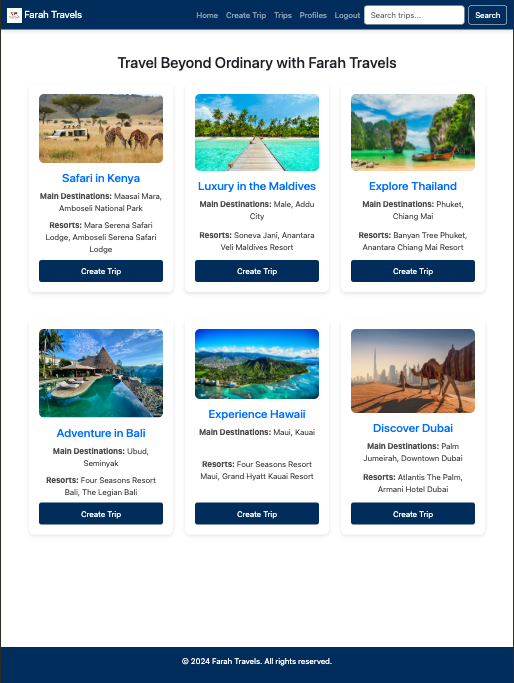 Farah Travels
Home Create Trip Trips Profiles Logout Search trips... Search
Travel Beyond Ordinary with Farah Travels
Safari in Kenya
Main Destinations: Maasai Mara,
Amboseli National Park
Resorts: Mara Serena Safari
Lodge, Amboseli Serena Safari
Lodge
Create Trip
Luxury in the Maldives
Main Destinations: Male, Addu
City
Resorts: Soneva Jani, Anantara
Veli Maldives Resort
Create Trip
Explore Thailand
Main Destinations: Phuket,
Chiang Mai
Resorts: Banyan Tree Phuket,
Anantara Chiang Mai Resort
Create Trip
Adventure in Bali
Main Destinations: Ubud,
Seminyak
Resorts: Four Seasons Resort
Bali, The Legian Bali
Create Trip
Experience Hawaii
Main Destinations: Maui, Kauai
Resorts: Four Seasons Resort
Maui, Grand Hyatt Kauai Resort
Create Trip
Discover Dubai
Main Destinations: Palm
Jumeirah, Downtown Dubai
Resorts: Atlantis The Palm,
Armani Hotel Dubai
Create Trip
© 2024 Farah Travels. All rights reserved.